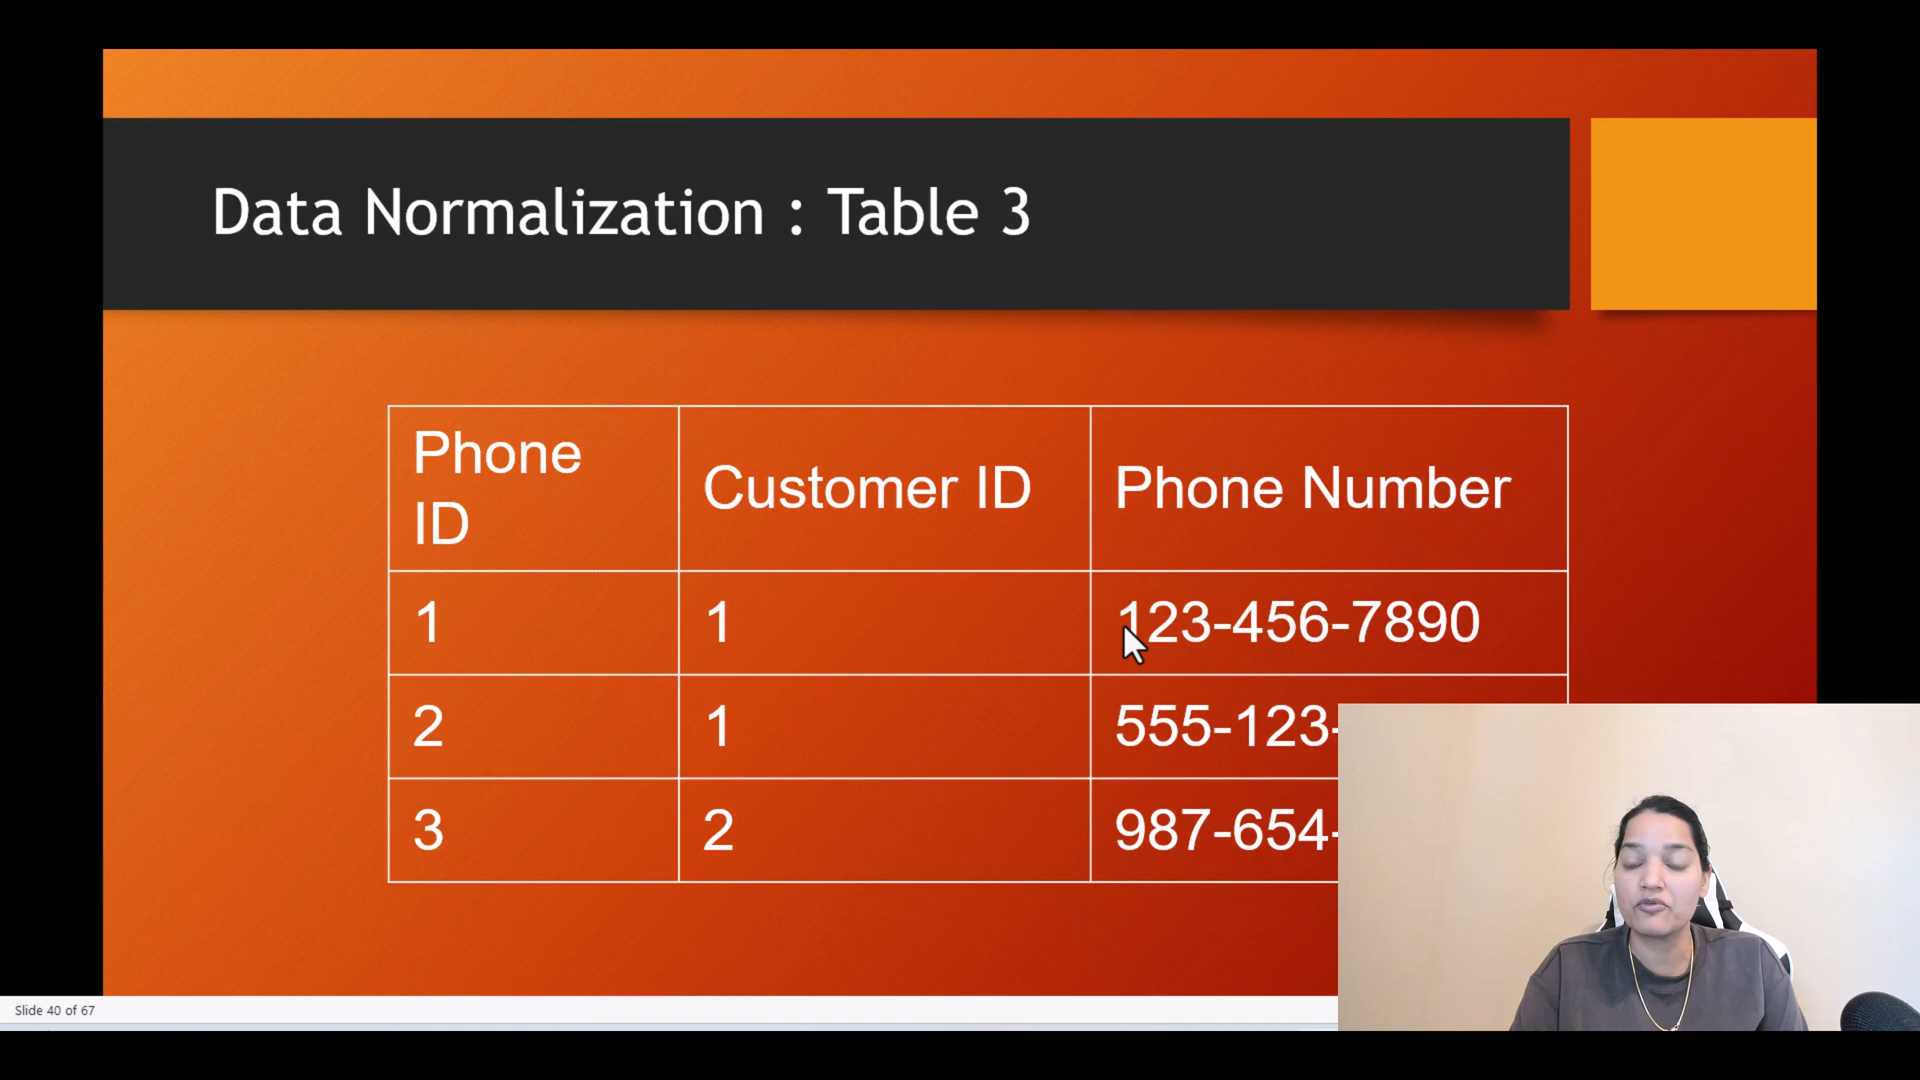 Data Normalization : Table 3
Phone ID
Customer ID
Phone Number
1
1
123-456-7890
2
1
555-123-
3
2
987-654-
Slide 40 of 67